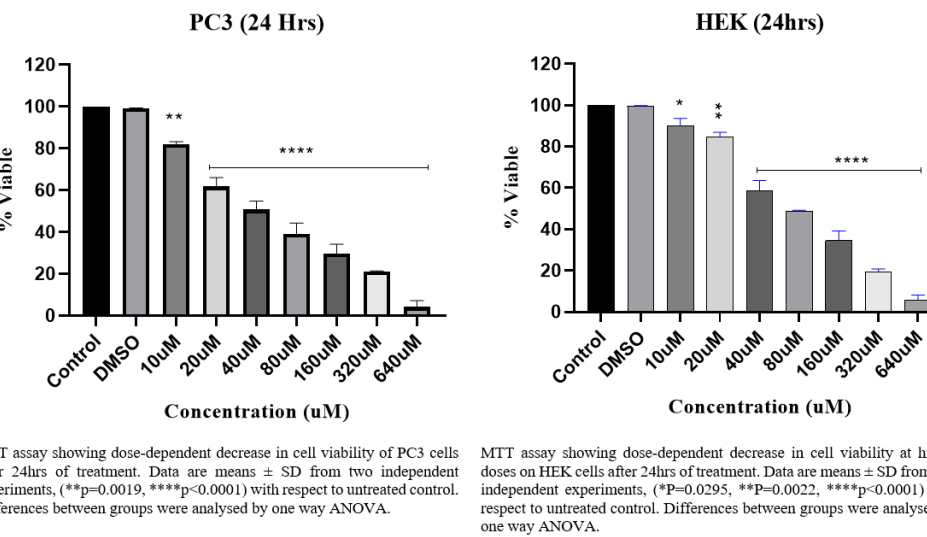 PC3 (24 Hrs)
120
100
80
60
40
20
0
% Viable
**
****
Control
DMSO
10uM
20uM
40uM
80uM
160uM
320uM
640uM
Concentration (uM)
T assay showing dose-dependent decrease in cell viability of PC3 cells
r 24hrs of treatment. Data are means ± SD from two independent
eriments, (**p=0.0019, ****p<0.0001) with respect to untreated control.
ferences between groups were analysed by one way ANOVA.
HEK (24hrs)
120
100
80
60
40
20
0
% Viable
*
**
****
Control
DMSO
10uM
20uM
40uM
80uM
160uM
320uM
640uM
Concentration (uM)
MTT assay showing dose-dependent decrease in cell viability at hi
doses on HEK cells after 24hrs of treatment. Data are means ± SD from
independent experiments, (*P=0.0295, **P=0.0022, ****p<0.0001)
respect to untreated control. Differences between groups were analyse
one way ANOVA.